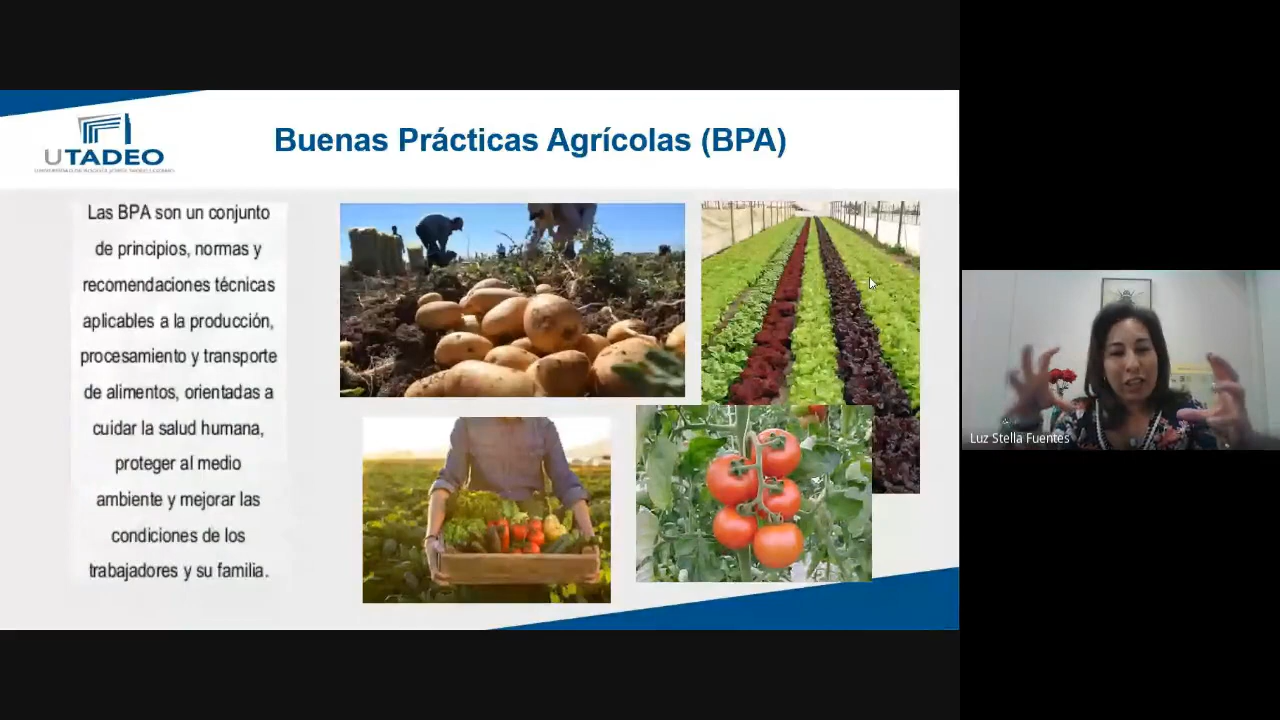 UTADEO
Buenas Prácticas Agrícolas (BPA)
Las BPA son un conjunto
de principios, normas y
recomendaciones técnicas
aplicables a la producción,
procesamiento y transporte
de alimentos, orientadas a
cuidar la salud humana,
proteger al medio
ambiente y mejorar las
condiciones de los
trabajadores y su familia.
Luz Stella Fuentes